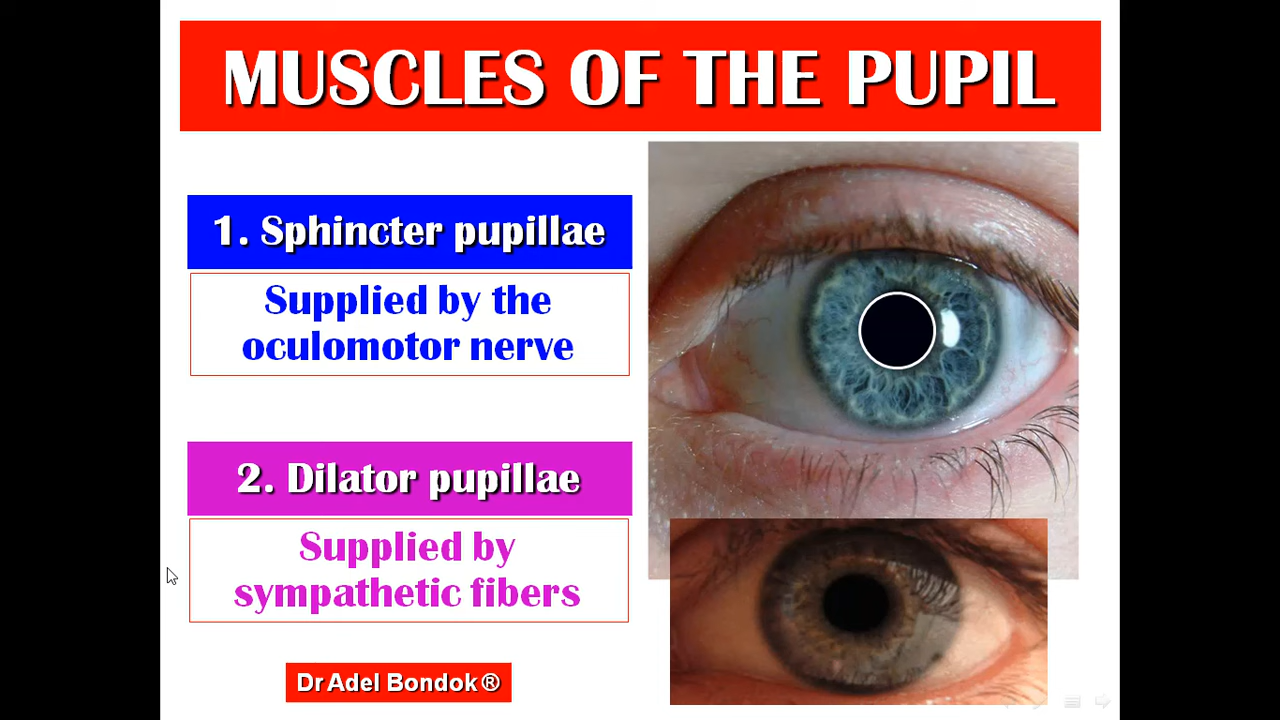 MUSCLES OF THE PUPIL
1. Sphincter pupillae
Supplied by the
oculomotor nerve
2. Dilator pupillae
Supplied by
sympathetic fibers
Dr Adel Bondok ®